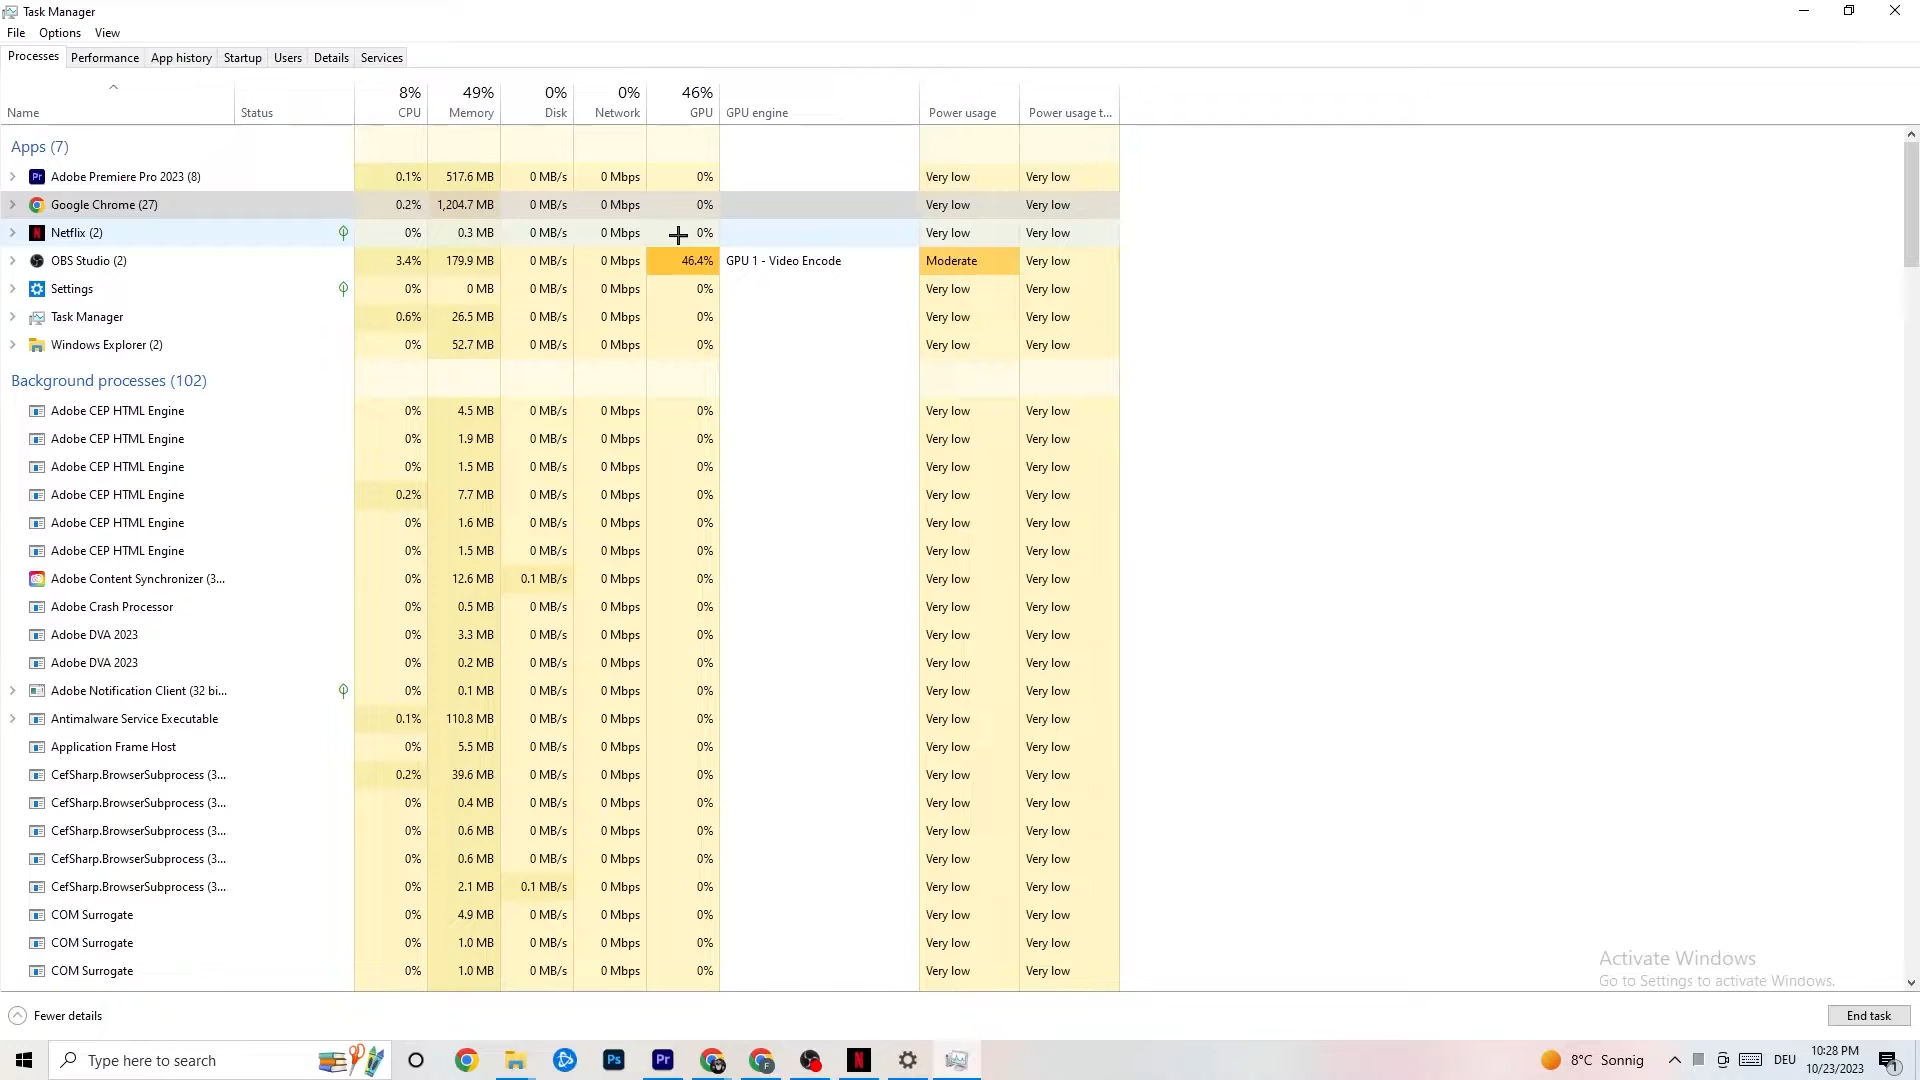 Task Manager
File Options View
Processes Performance App history Startup Users Details Services
8% 49% 0% 0% 46%
Name Status CPU Memory Disk Network GPU GPU engine Power usage Power usage t...
Apps (7)
Pr Adobe Premiere Pro 2023 (8) 0.1% 517.6 MB 0 MB/s 0 Mbps 0% Very low Very low
Google Chrome (27) 0.2% 1,204.7 MB 0 MB/s 0 Mbps 0% Very low Very low
N Netflix (2) 0% 0.3 MB 0 MB/s 0 Mbps 0% Very low Very low
OBS Studio (2) 3.4% 179.9 MB 0 MB/s 0 Mbps 46.4% GPU 1 - Video Encode Moderate Very low
Settings 0% 0 MB 0 MB/s 0 Mbps 0% Very low Very low
Task Manager 0.6% 26.5 MB 0 MB/s 0 Mbps 0% Very low Very low
Windows Explorer (2) 0% 52.7 MB 0 MB/s 0 Mbps 0% Very low Very low
Background processes (102)
Adobe CEP HTML Engine 0% 4.5 MB 0 MB/s 0 Mbps 0% Very low Very low
Adobe CEP HTML Engine 0% 1.9 MB 0 MB/s 0 Mbps 0% Very low Very low
Adobe CEP HTML Engine 0% 1.5 MB 0 MB/s 0 Mbps 0% Very low Very low
Adobe CEP HTML Engine 0.2% 7.7 MB 0 MB/s 0 Mbps 0% Very low Very low
Adobe CEP HTML Engine 0% 1.6 MB 0 MB/s 0 Mbps 0% Very low Very low
Adobe CEP HTML Engine 0% 1.5 MB 0 MB/s 0 Mbps 0% Very low Very low
Adobe Content Synchronizer (3... 0% 12.6 MB 0.1 MB/s 0 Mbps 0% Very low Very low
Adobe Crash Processor 0% 0.5 MB 0 MB/s 0 Mbps 0% Very low Very low
Adobe DVA 2023 0% 3.3 MB 0 MB/s 0 Mbps 0% Very low Very low
Adobe DVA 2023 0% 0.2 MB 0 MB/s 0 Mbps 0% Very low Very low
Adobe Notification Client (32 bi... 0% 0.1 MB 0 MB/s 0 Mbps 0% Very low Very low
Antimalware Service Executable 0.1% 110.8 MB 0 MB/s 0 Mbps 0% Very low Very low
Application Frame Host 0% 5.5 MB 0 MB/s 0 Mbps 0% Very low Very low
CefSharp.BrowserSubprocess (3... 0.2% 39.6 MB 0 MB/s 0 Mbps 0% Very low Very low
CefSharp.BrowserSubprocess (3... 0% 0.4 MB 0 MB/s 0 Mbps 0% Very low Very low
CefSharp.BrowserSubprocess (3... 0% 0.6 MB 0 MB/s 0 Mbps 0% Very low Very low
CefSharp.BrowserSubprocess (3... 0% 0.6 MB 0 MB/s 0 Mbps 0% Very low Very low
CefSharp.BrowserSubprocess (3... 0% 2.1 MB 0.1 MB/s 0 Mbps 0% Very low Very low
COM Surrogate 0% 4.9 MB 0 MB/s 0 Mbps 0% Very low Very low
COM Surrogate 0% 1.0 MB 0 MB/s 0 Mbps 0% Very low Very low
COM Surrogate 0% 1.0 MB 0 MB/s 0 Mbps 0% Very low Very low
Activate Windows
Go to Settings to activate Windows.
Fewer details End task
Type here to search Ps Pr F N 8°C Sonnig DEU 10:28 PM
10/23/2023 1